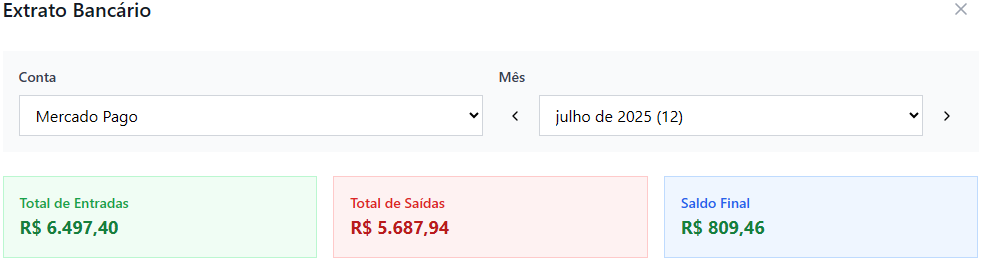 Extrato Bancário
Conta
Mês
Mercado Pago
julho de 2025 (12)
Total de Entradas
R$ 6.497,40
Total de Saídas
R$ 5.687,94
Saldo Final
R$ 809,46